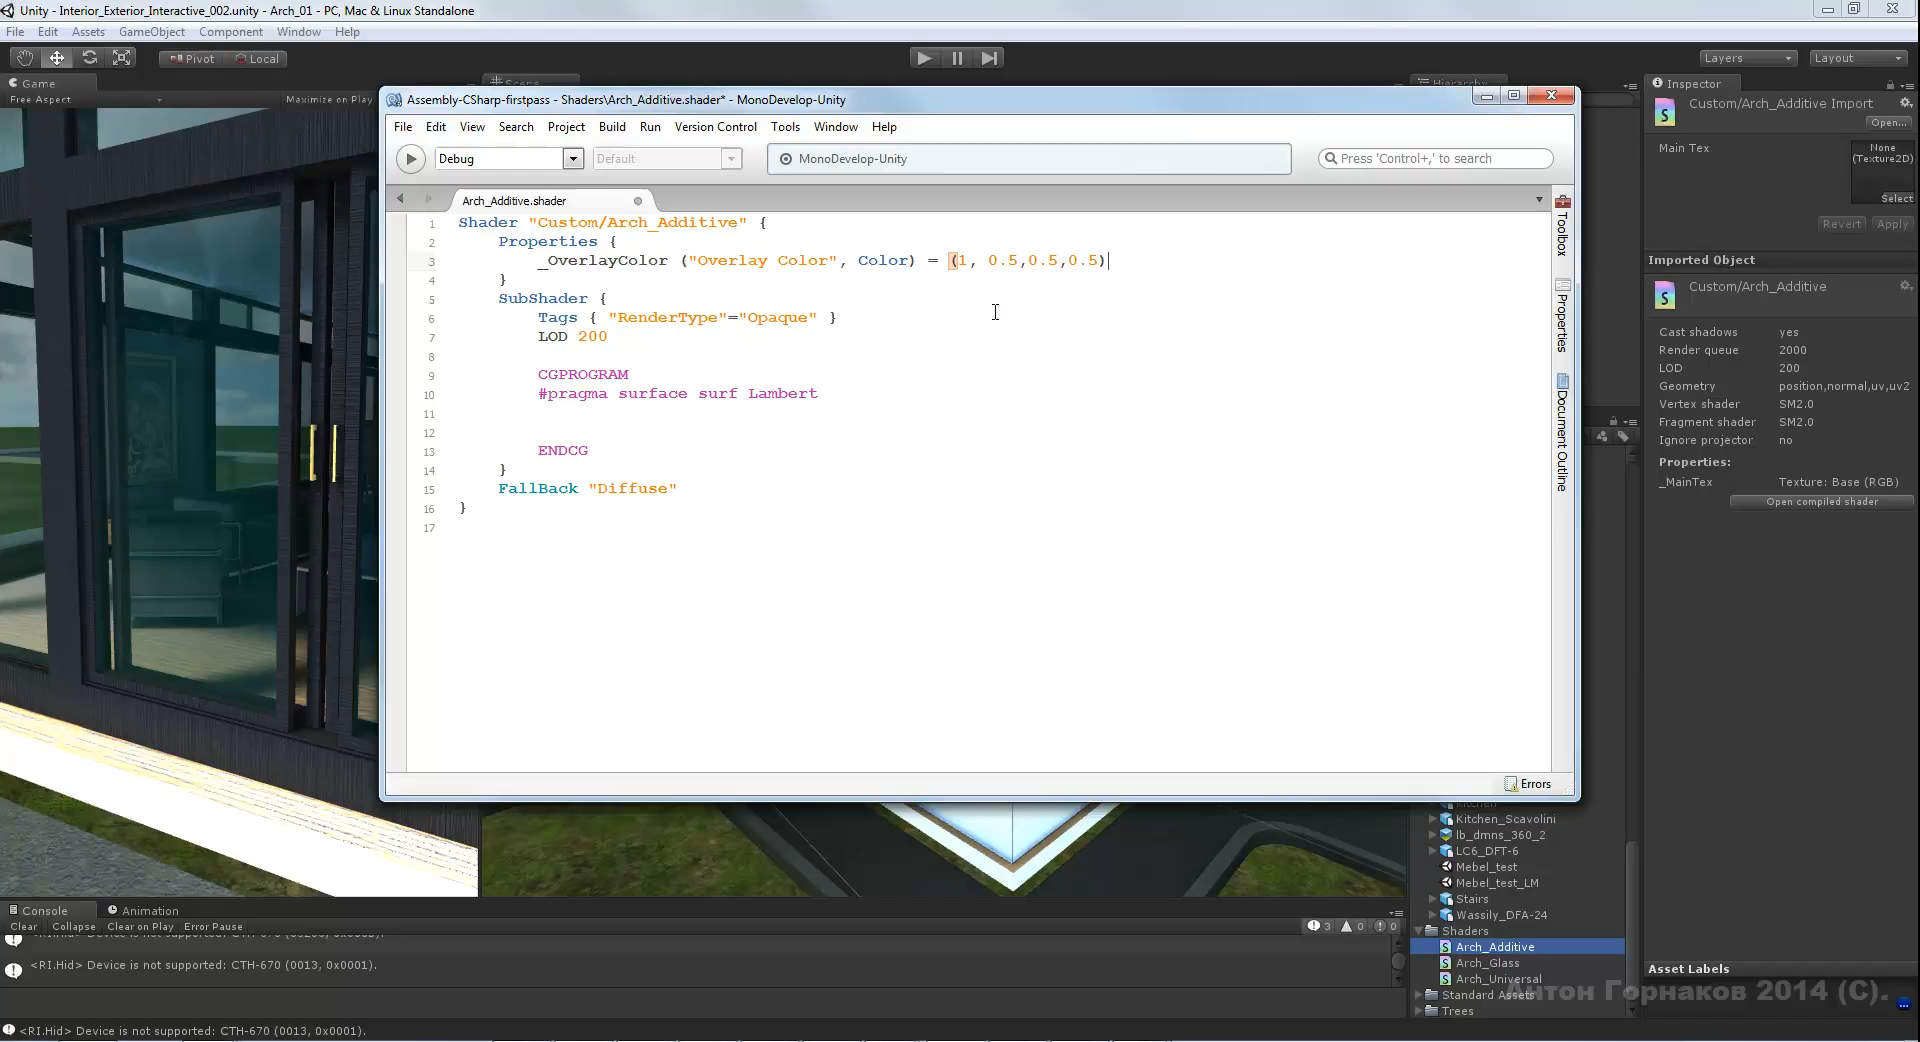 Unity - Interior_Exterior_Interactive_002.unity - Arch_01 - PC, Mac & Linux Standalone
File Edit Assets GameObject Component Window Help
Pivot Local Layers Layout
Game
Free Aspect Maximize on Play
Scene
Hierarchy
Inspector
Custom/Arch_Additive Import
Open...
Main Tex
None
(Texture2D)
Select
Revert Apply
Imported Object
Custom/Arch_Additive
Cast shadows yes
Render queue 2000
LOD 200
Geometry position,normal,uv,uv2
Vertex shader SM2.0
Fragment shader SM2.0
Ignore projector no
Properties:
_MainTex Texture: Base (RGB)
Open compiled shader
Assembly-CSharp-firstpass - Shaders\Arch_Additive.shader* - MonoDevelop-Unity
File Edit View Search Project Build Run Version Control Tools Window Help
Debug Default MonoDevelop-Unity Press 'Control+,' to search
Arch_Additive.shader
1 Shader "Custom/Arch_Additive" {
2 Properties {
3 _OverlayColor ("Overlay Color", Color) = (1, 0.5,0.5,0.5)
4 }
5 SubShader {
6 Tags { "RenderType"="Opaque" }
7 LOD 200
8
9 CGPROGRAM
10 #pragma surface surf Lambert
11
12
13 ENDCG
14 }
15 FallBack "Diffuse"
16 }
17
Toolbox
Properties
Document Outline
Errors
Kitchen
Kitchen_Scavolini
lb_dmns_360_2
LC6_DFT-6
Mebel_test
Mebel_test_LM
Stairs
Wassily_DFA-24
Shaders
Arch_Additive
Arch_Glass
Arch_Universal
Standard Assets
Trees
Console Animation
Clear Collapse Clear on Play Error Pause 3 0 0
<RI.Hid> Device is not supported: CTH-670 (0013, 0x0001).
<RI.Hid> Device is not supported: CTH-670 (0013, 0x0001).
Asset Labels
Антон Горнаков 2014 (С).